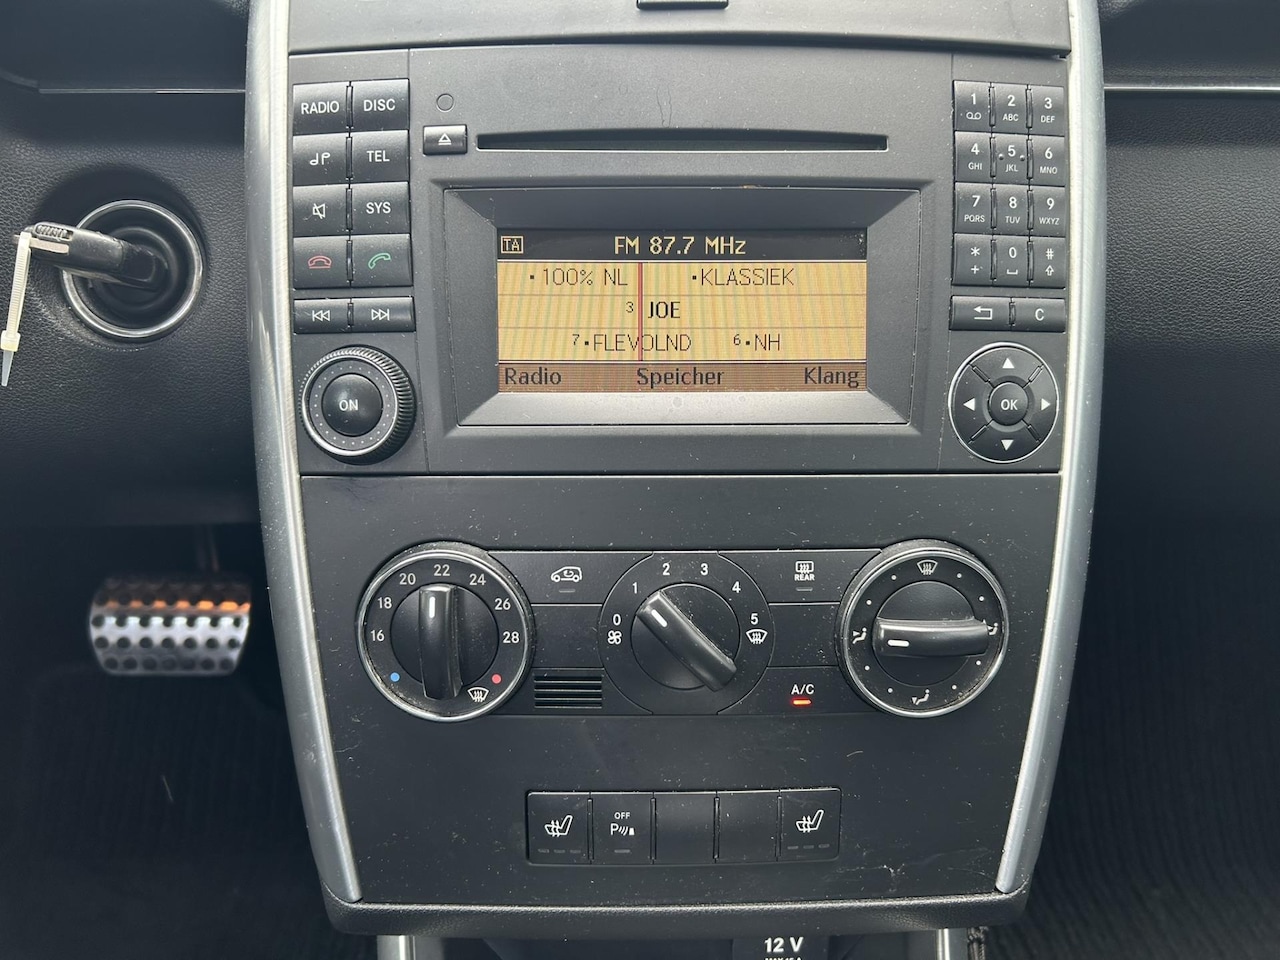 RADIO DISC
TEL
SYS
ON
TA FM 87.7 MHz
100% NL KLASSIEK
3 JOE
7 FLEVOLND 6 NH
Radio Speicher Klang
1 2 ABC 3 DEF
4 GHI 5 JKL 6 MNO
7 PQRS 8 TUV 9 WXYZ
* + 0 #
C
OK
16 18 20 22 24 26 28
0 1 2 3 4 5
REAR
A/C
OFF
P
12 V